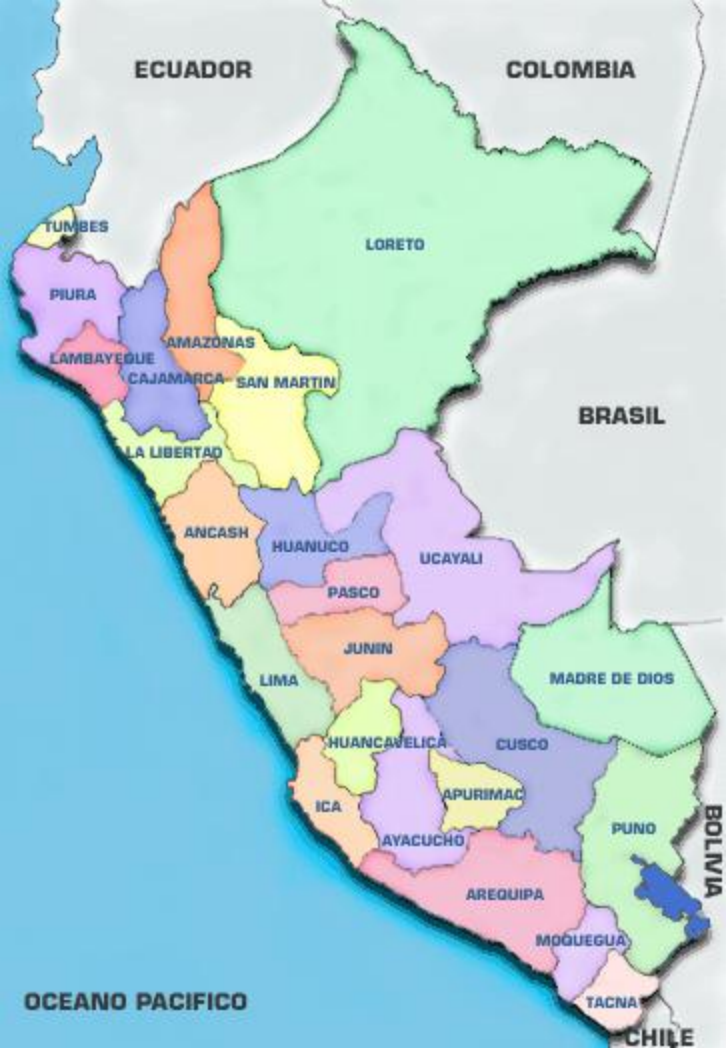 ECUADOR
COLOMBIA
TUMBES
LORETO
PIURA
AMAZONAS
LAMBAYEQUE
CAJAMARCA
SAN MARTIN
BRASIL
LA LIBERTAD
ANCASH
HUANUCO
UCAYALI
PASCO
JUNIN
LIMA
MADRE DE DIOS
HUANCAVELICA
CUSCO
ICA
APURIMAC
PUNO
BOLIVIA
AYACUCHO
AREQUIPA
MOQUEGUA
OCEANO PACIFICO
TACNA
CHILE